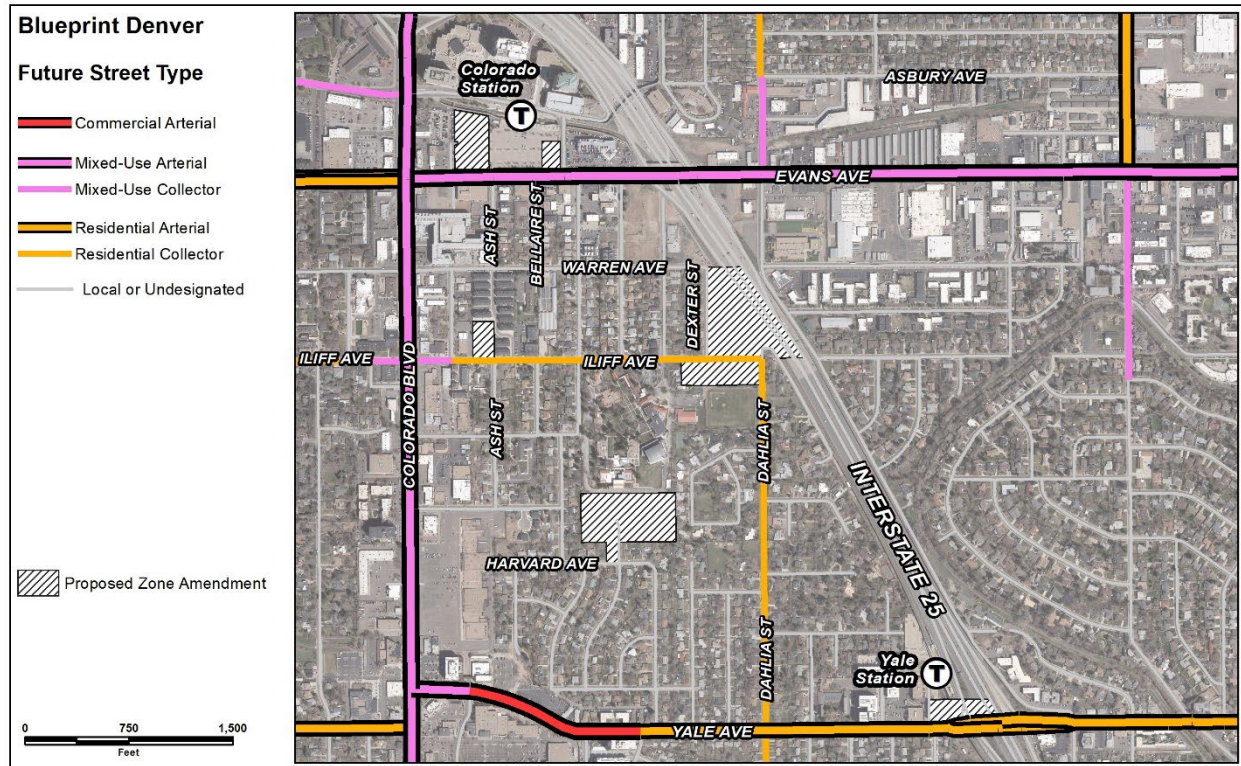 Blueprint Denver
Future Street Type
Commercial Arterial
Mixed-Use Arterial
Mixed-Use Collector
Residential Arterial
Residential Collector
Local or Undesignated
Proposed Zone Amendment
0 750 1,500
Feet
Colorado
Station
T
ASBURY AVE
EVANS AVE
ASH ST
BELLAIRE ST
WARREN AVE
DEXTER ST
ILIFF AVE
ILIFF AVE
COLORADO BLVD
ASH ST
DAHLIA ST
INTERSTATE 25
HARVARD AVE
DAHLIA ST
Yale
Station
T
YALE AVE